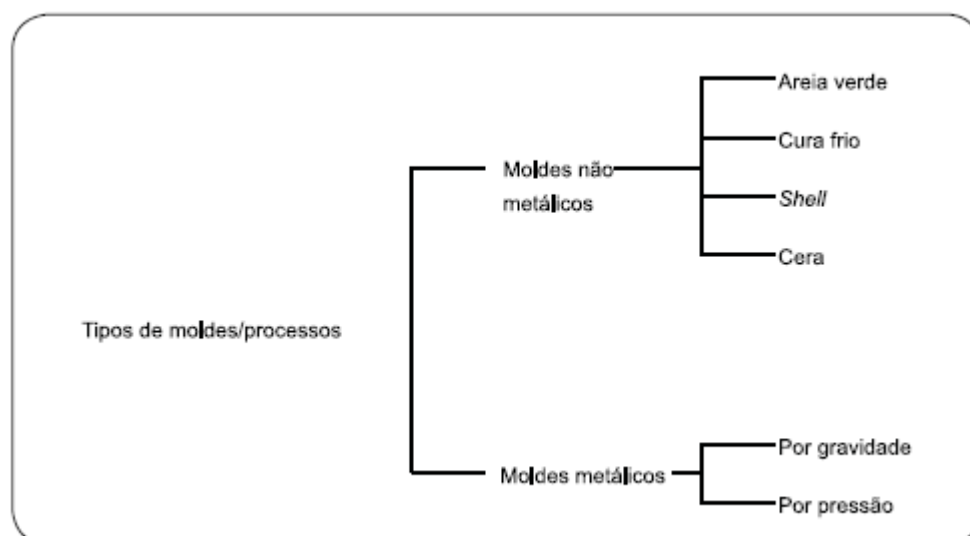 Areia verde
Cura frio
Moldes não
metálicos
Shell
Cera
Tipos de moldes/processos
Por gravidade
Moldes metálicos
Por pressão